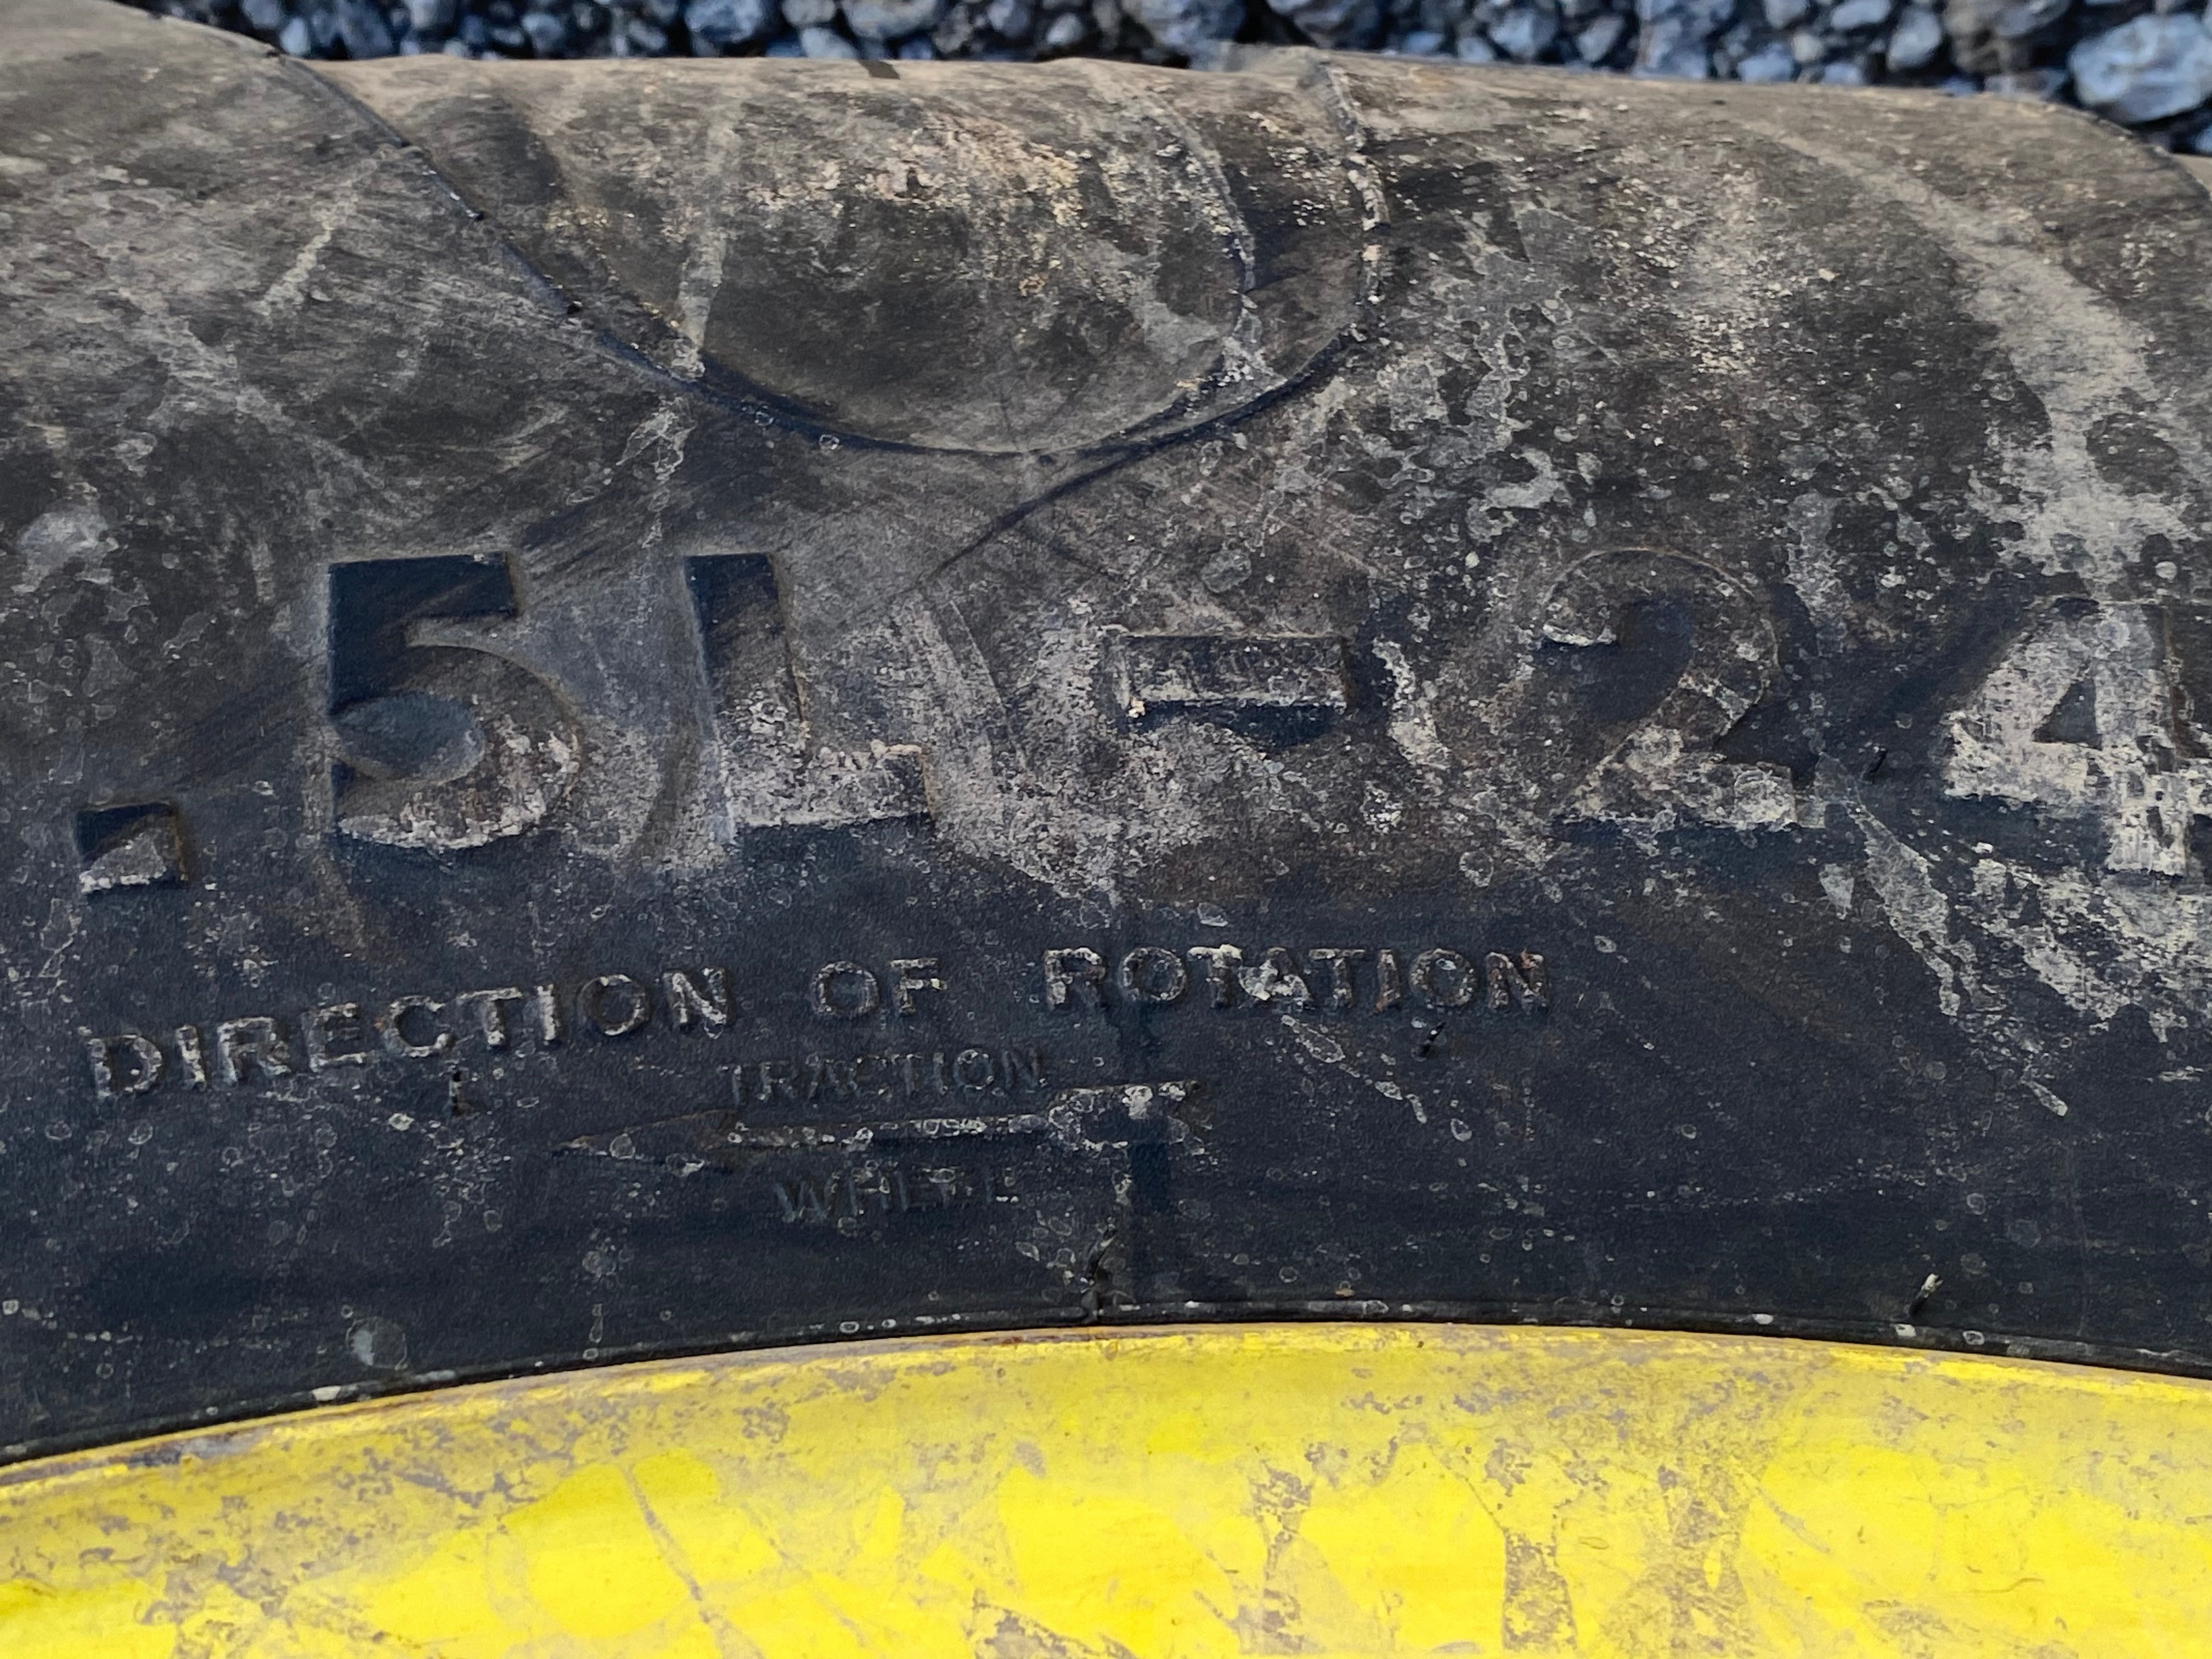 .5L-24
DIRECTION OF ROTATION
TRACTION
WHEEL